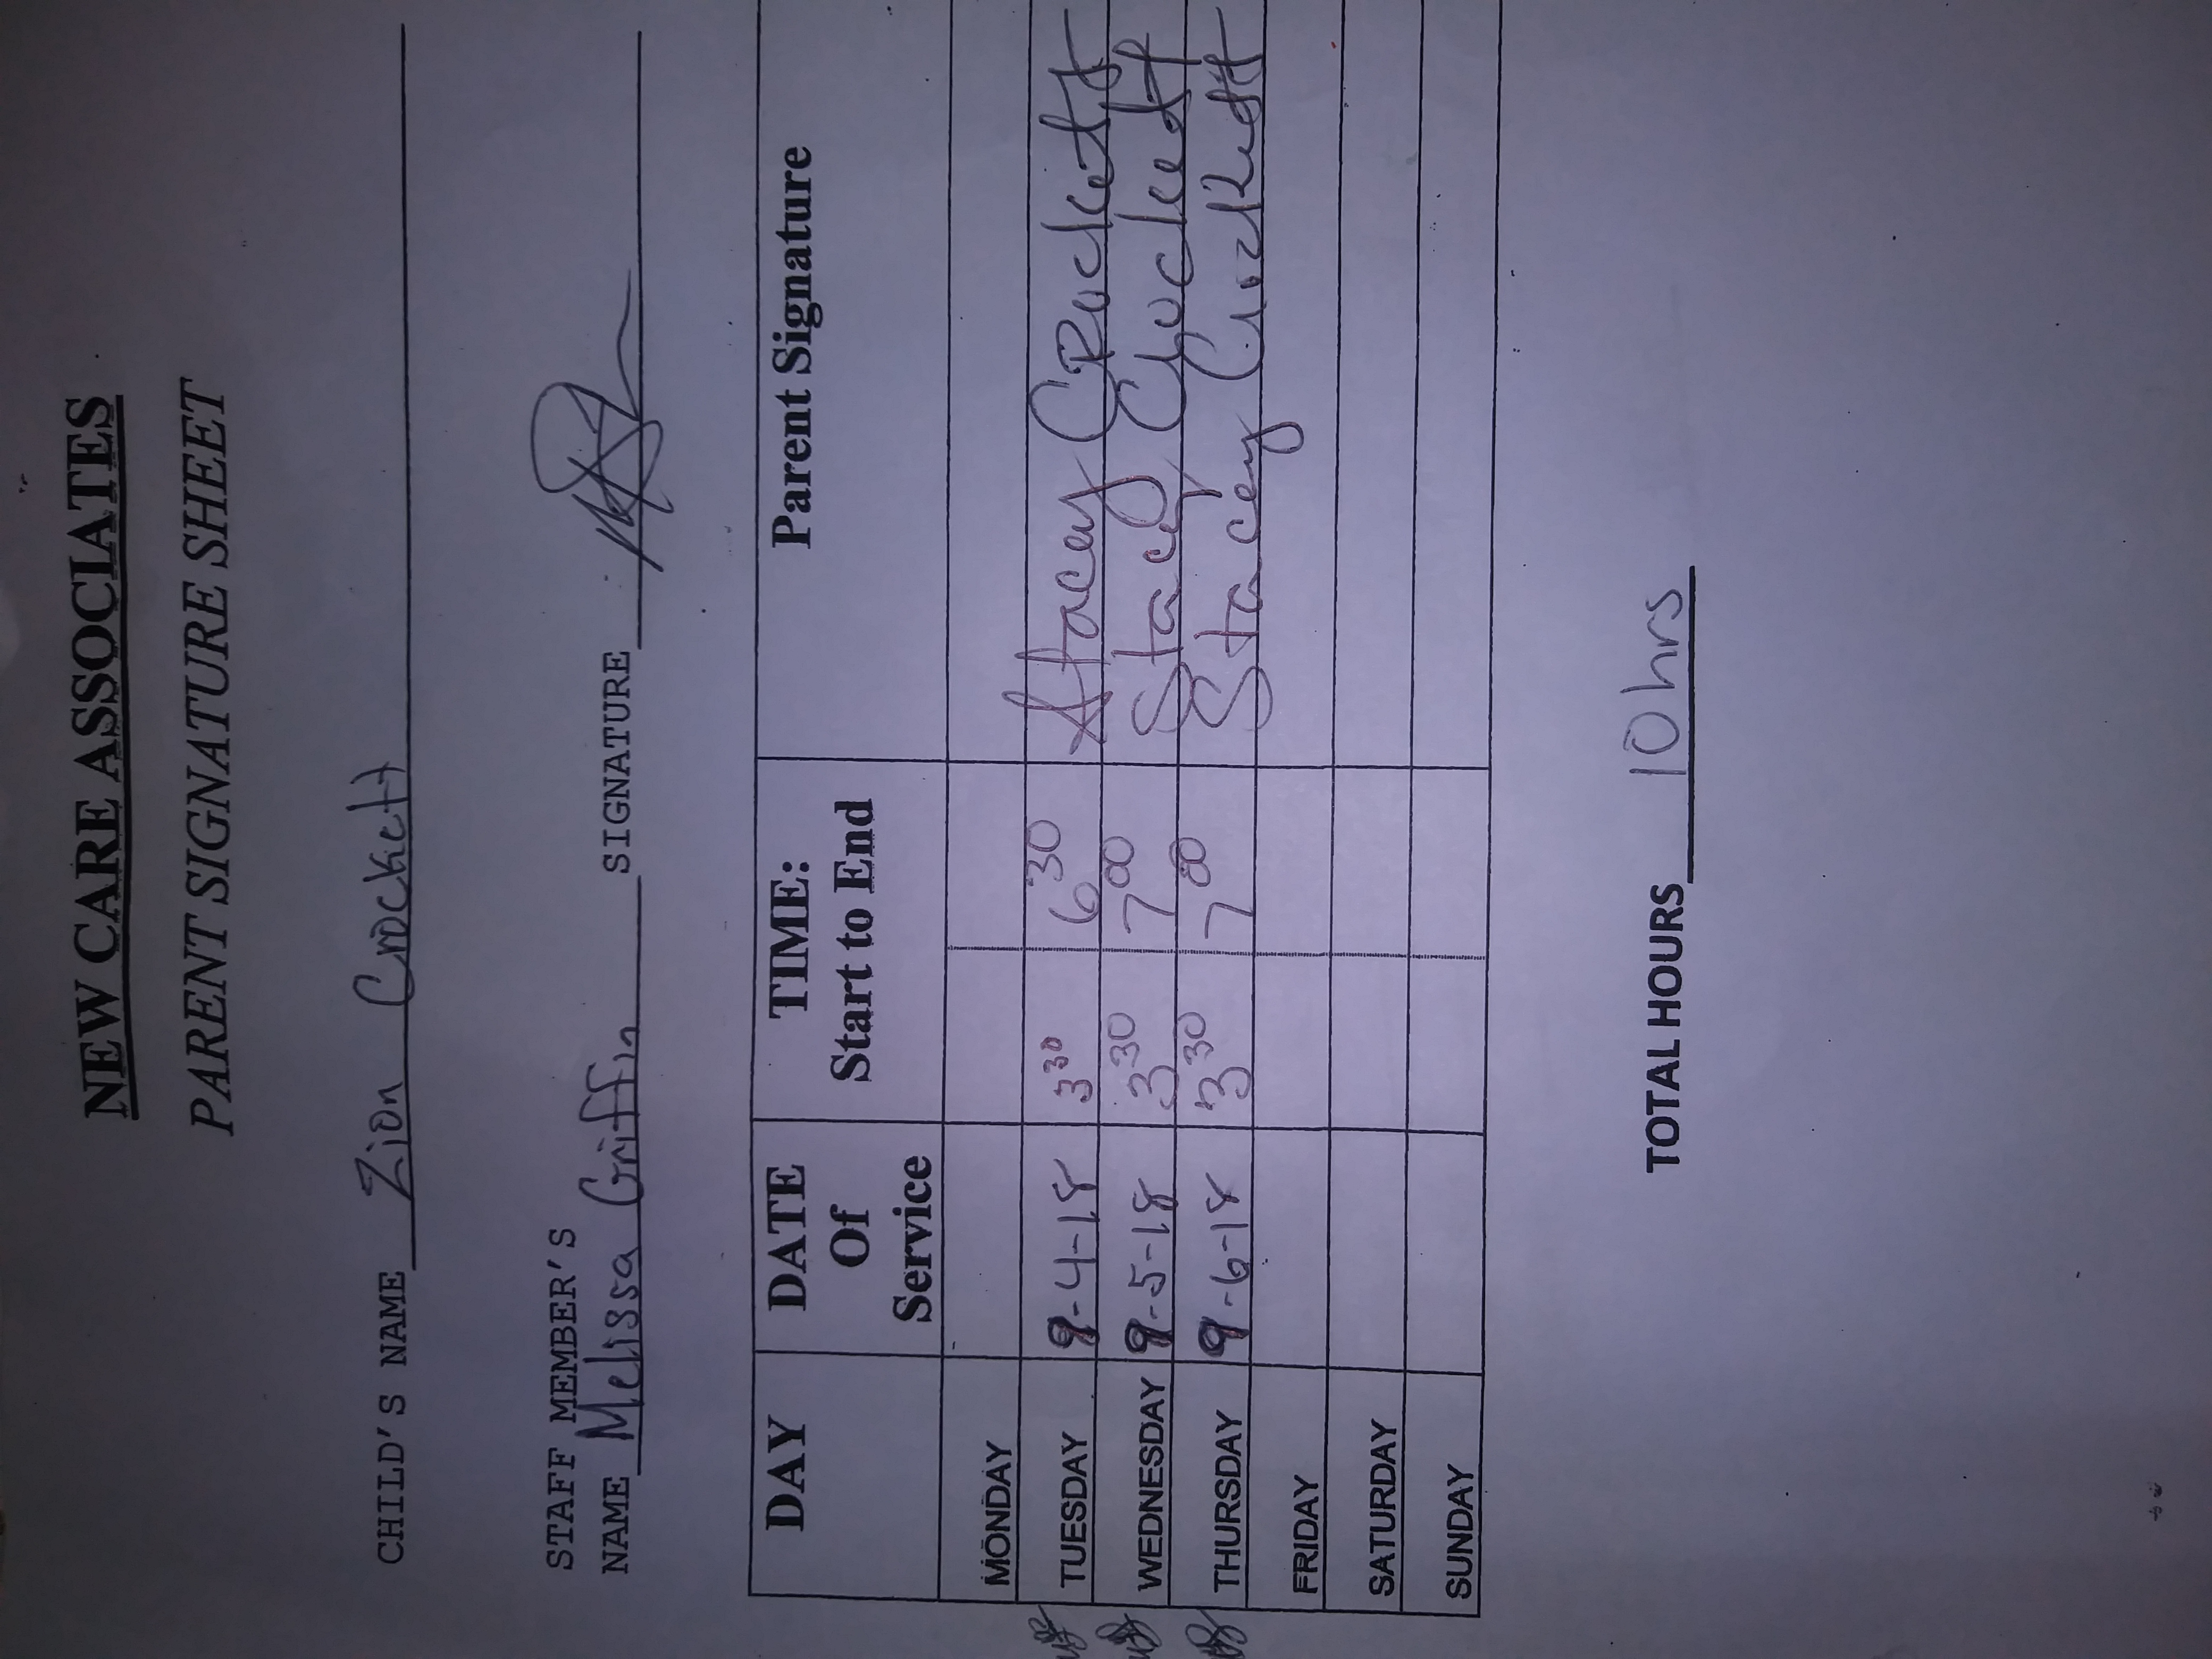 NEW CARE ASSOCIATES
PARENT SIGNATURE SHEET
CHILD'S NAME Zion Crockett
STAFF MEMBER'S
NAME Melissa Griffin SIGNATURE
DAY DATE Of Service TIME: Start to End Parent Signature
MONDAY
TUESDAY 9-4-18 3 30 6 30 Stacey Crockett
WEDNESDAY 9-5-18 3 30 7 00 Stacey Crockett
THURSDAY 9-6-18 3 30 7 00 Stacey Crockett
FRIDAY
SATURDAY
SUNDAY
TOTAL HOURS 10 hrs